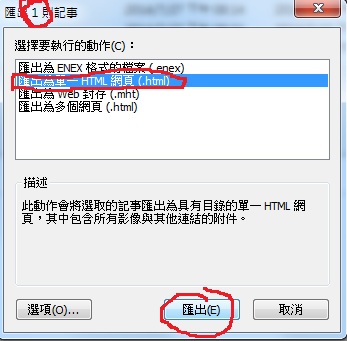 匯出 1 則記事
選擇要執行的動作(C)：
匯出為 ENEX 格式的檔案 (.enex)
匯出為單一 HTML 網頁 (.html)
匯出為 Web 封存 (.mht)
匯出為多個網頁 (.html)
描述
此動作會將選取的記事匯出為具有目錄的單一 HTML 網
頁，其中包含所有影像與其他連結的附件。
選項(O)...
匯出(E)
取消